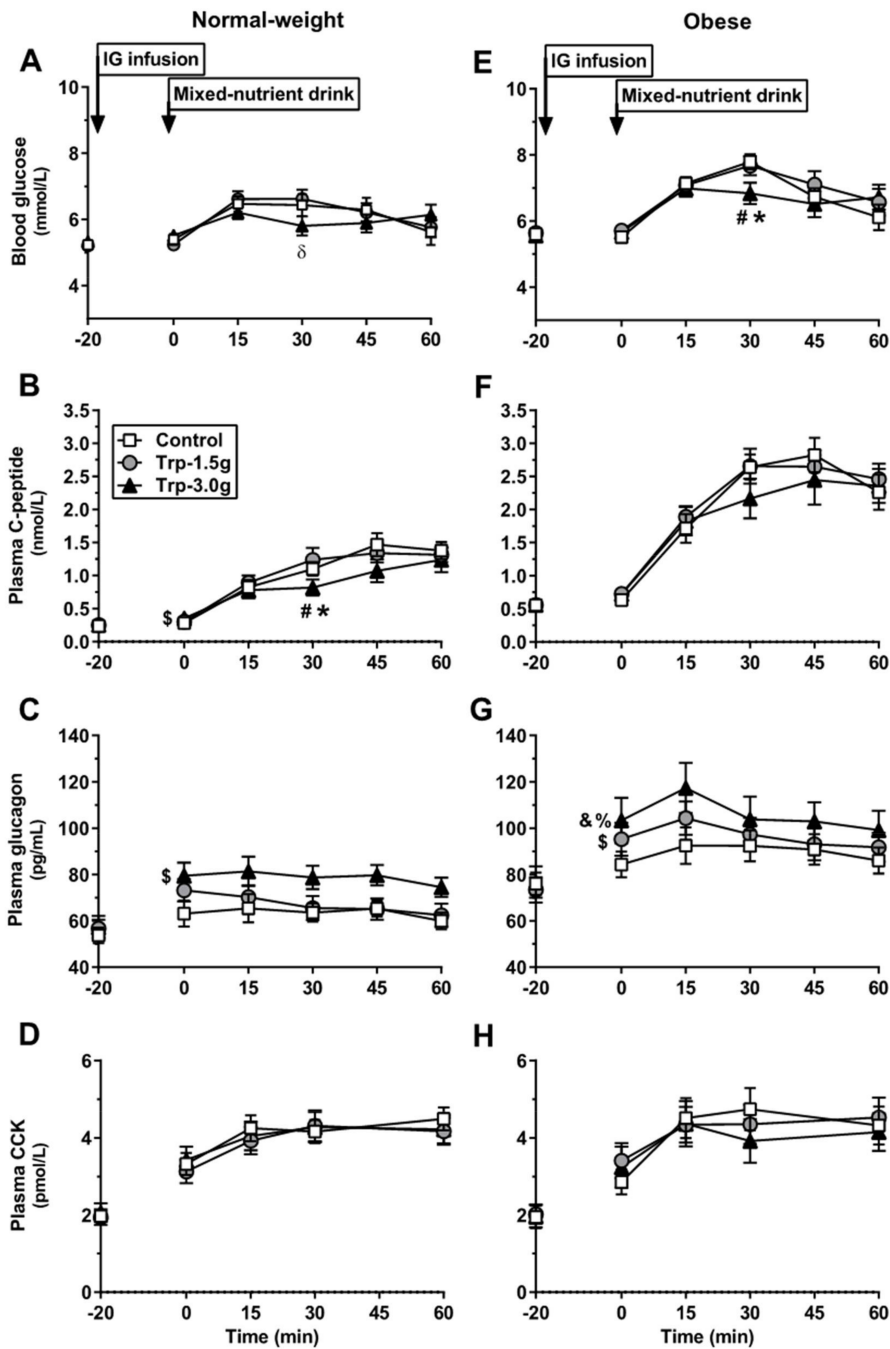 Normal-weight
Obese
A
IG infusion
Mixed-nutrient drink
Blood glucose
(mmol/L)
10
8
6
4
δ
-20 0 15 30 45 60
E
IG infusion
Mixed-nutrient drink
10
8
6
4
# *
-20 0 15 30 45 60
B
Plasma C-peptide
(nmol/L)
3.5
3.0
2.5
2.0
1.5
1.0
0.5
0.0
Control
Trp-1.5g
Trp-3.0g
$
# *
-20 0 15 30 45 60
F
3.5
3.0
2.5
2.0
1.5
1.0
0.5
0.0
-20 0 15 30 45 60
C
Plasma glucagon
(pg/mL)
140
120
100
80
60
40
$
-20 0 15 30 45 60
G
140
120
100
80
60
40
& %
$
-20 0 15 30 45 60
D
Plasma CCK
(pmol/L)
6
4
2
0
-20 0 15 30 45 60
Time (min)
H
6
4
2
0
-20 0 15 30 45 60
Time (min)